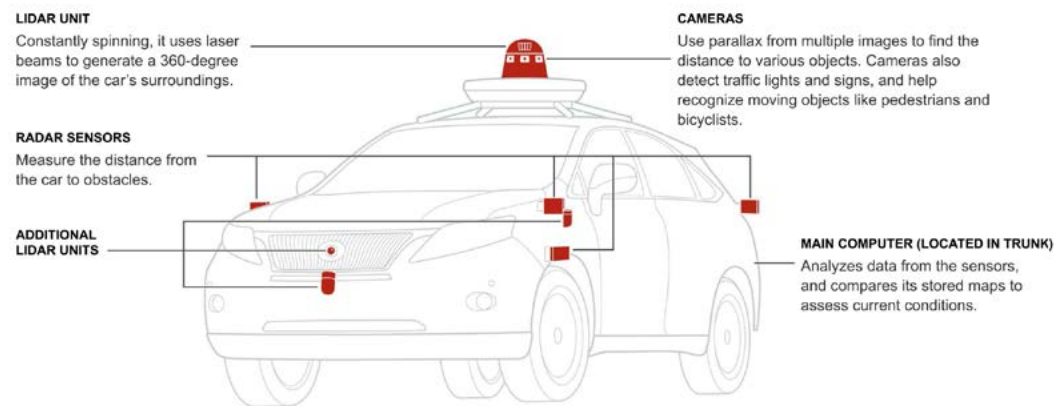 LIDAR UNIT
Constantly spinning, it uses laser
beams to generate a 360-degree
image of the car's surroundings.
CAMERAS
Use parallax from multiple images to find the
distance to various objects. Cameras also
detect traffic lights and signs, and help
recognize moving objects like pedestrians and
bicyclists.
RADAR SENSORS
Measure the distance from
the car to obstacles.
ADDITIONAL
LIDAR UNITS
MAIN COMPUTER (LOCATED IN TRUNK)
Analyzes data from the sensors,
and compares its stored maps to
assess current conditions.